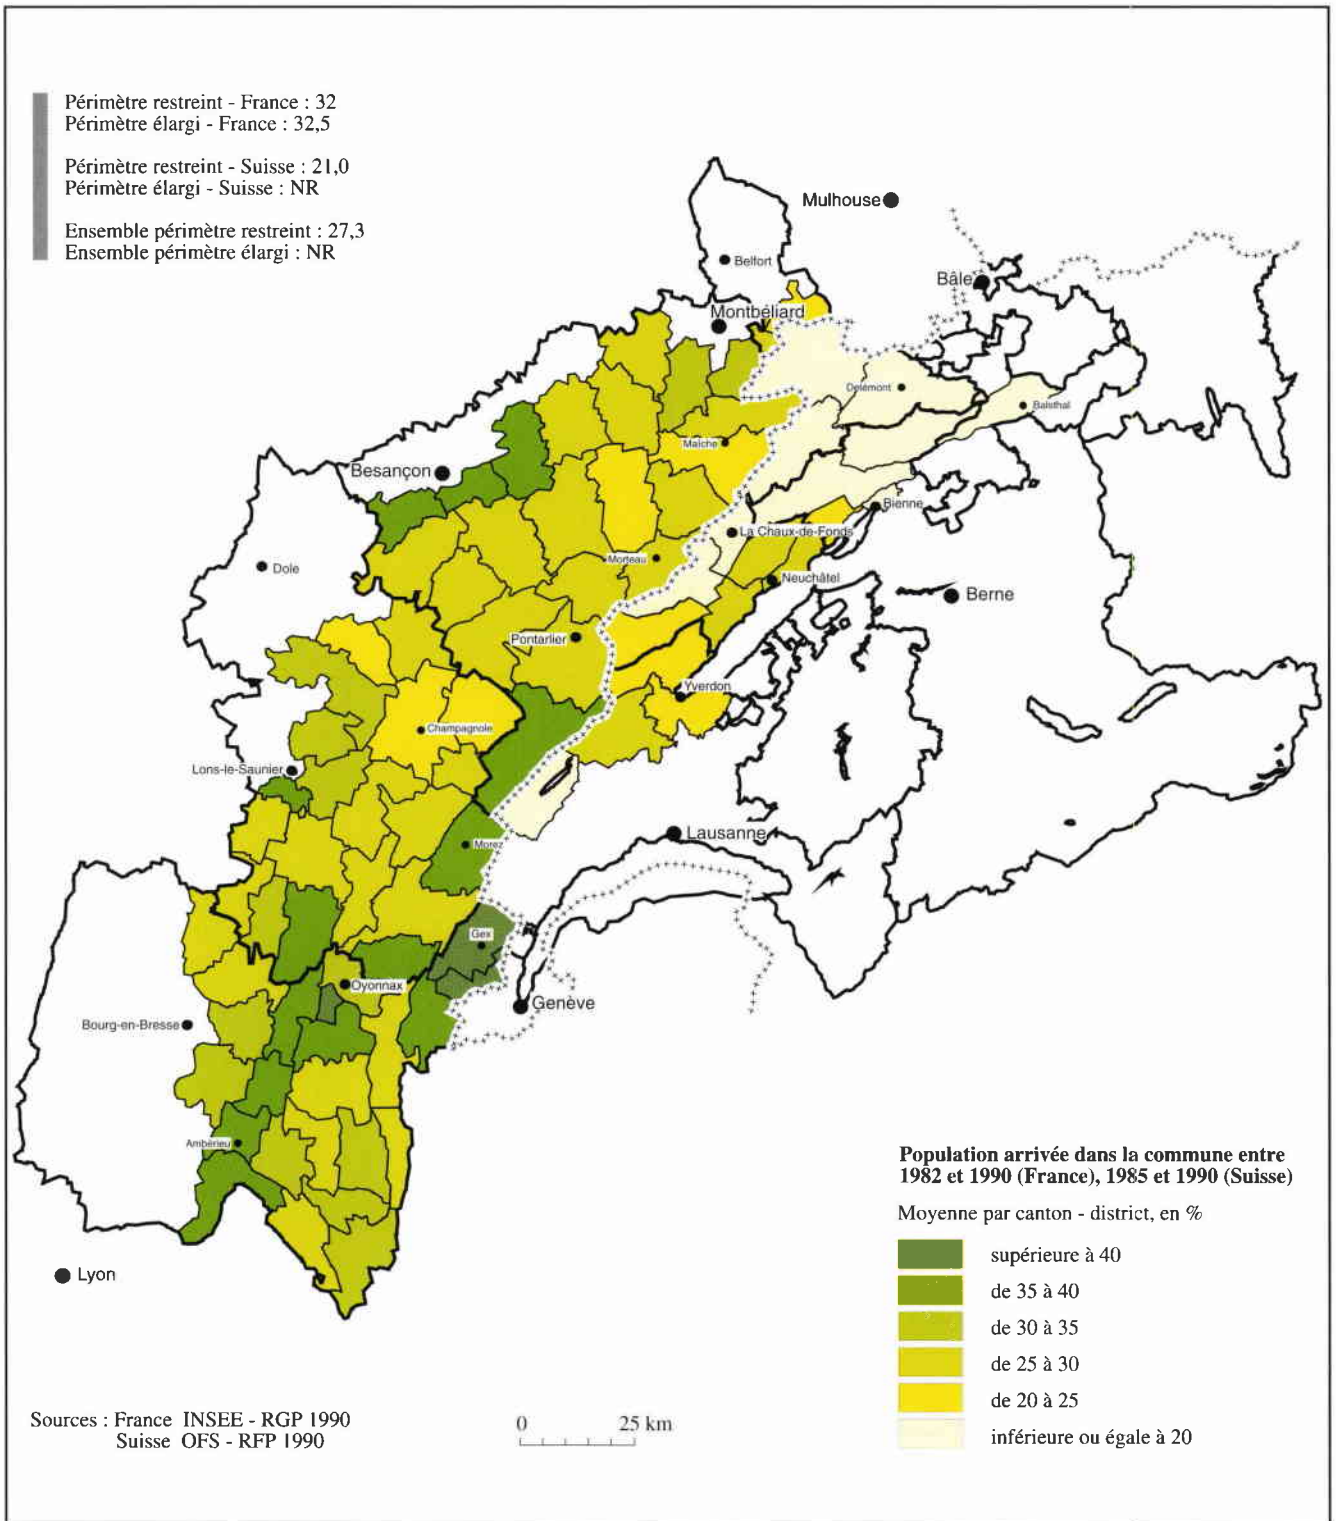 Périmètre restreint - France : 32
Périmètre élargi - France : 32,5
Périmètre restreint - Suisse : 21,0
Périmètre élargi - Suisse : NR
Ensemble périmètre restreint : 27,3
Ensemble périmètre élargi : NR
Mulhouse
Belfort
Bâle
Montbéliard
Delémont
Balsthal
Maîche
Besançon
Bienne
La Chaux-de-Fonds
Morteau
Dole
Neuchâtel
Berne
Pontarlier
Yverdon
Champagnole
Lons-le-Saunier
Lausanne
Morez
Gex
Oyonnax
Genève
Bourg-en-Bresse
Ambérieu
Lyon
Population arrivée dans la commune entre
1982 et 1990 (France), 1985 et 1990 (Suisse)
Moyenne par canton - district, en %
supérieure à 40
de 35 à 40
de 30 à 35
de 25 à 30
de 20 à 25
inférieure ou égale à 20
Sources : France INSEE - RGP 1990
Suisse OFS - RFP 1990
0 25 km